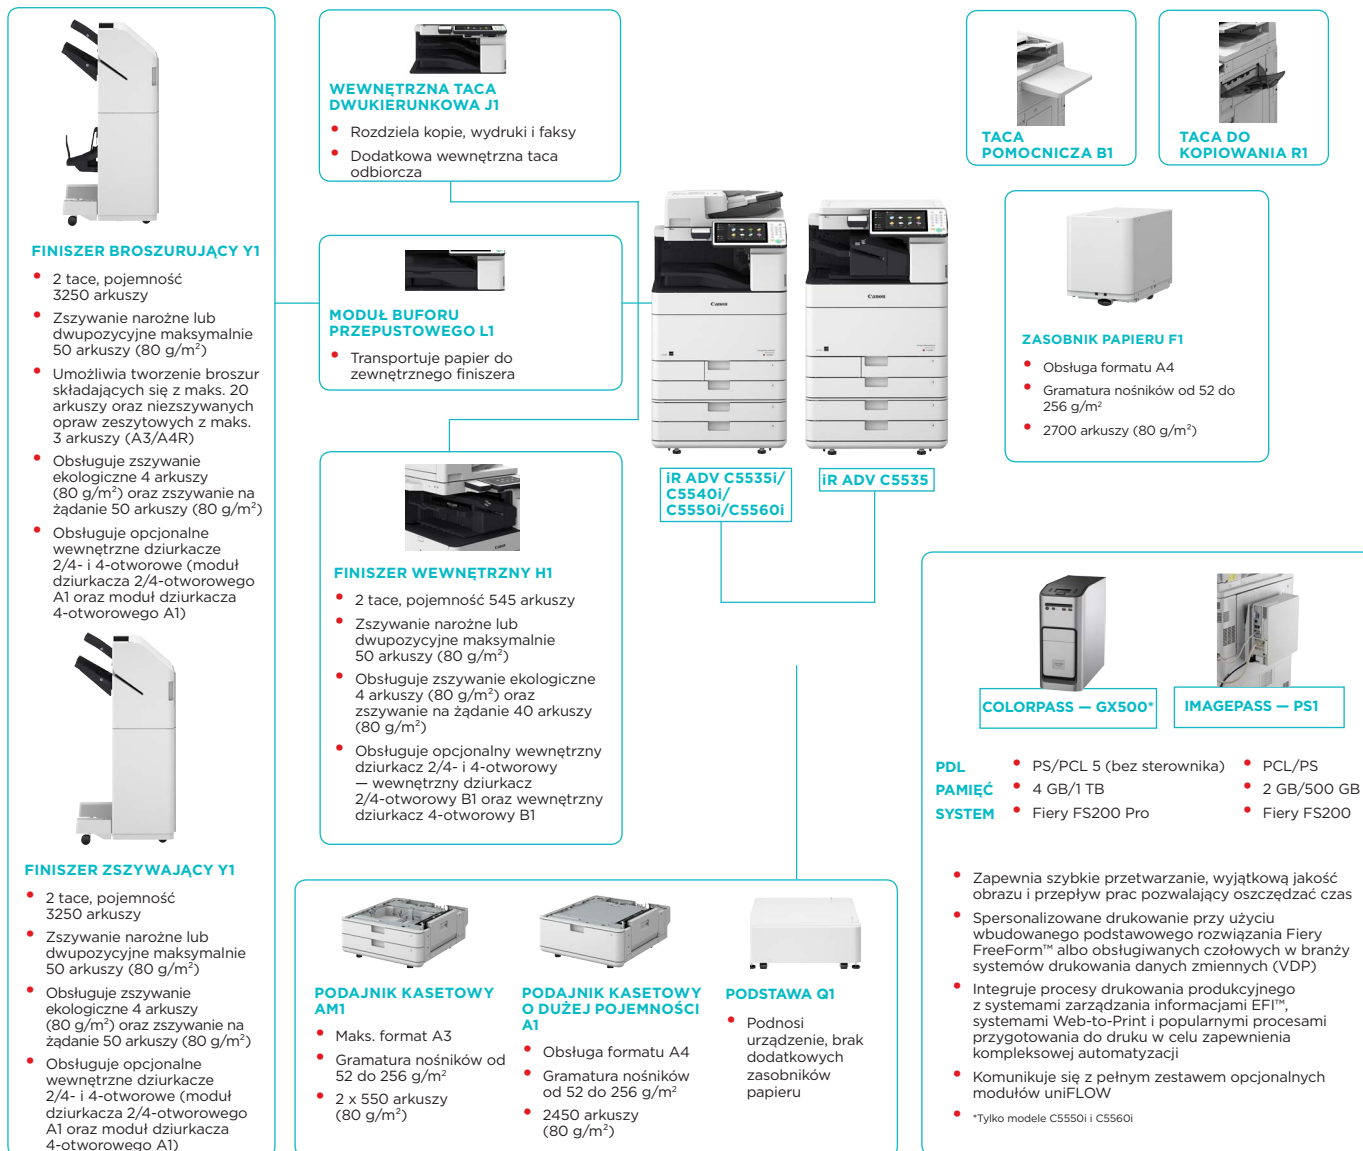 FINISZER BROSZURUJĄCY Y1
• 2 tace, pojemność
3250 arkuszy
• Zszywanie narożne lub
dwupozycyjne maksymalnie
50 arkuszy (80 g/m²)
• Umożliwia tworzenie broszur
składających się z maks. 20
arkuszy oraz niezszywanych
opraw zeszytowych z maks.
3 arkuszy (A3/A4R)
• Obsługuje zszywanie
ekologiczne 4 arkuszy
(80 g/m²) oraz zszywanie na
żądanie 50 arkuszy (80 g/m²)
• Obsługuje opcjonalne
wewnętrzne dziurkacze
2/4- i 4-otworowe (moduł
dziurkacza 2/4-otworowego
A1 oraz moduł dziurkacza
4-otworowego A1)
FINISZER ZSZYWAJĄCY Y1
• 2 tace, pojemność
3250 arkuszy
• Zszywanie narożne lub
dwupozycyjne maksymalnie
50 arkuszy (80 g/m²)
• Obsługuje zszywanie
ekologiczne 4 arkuszy
(80 g/m²) oraz zszywanie na
żądanie 50 arkuszy (80 g/m²)
• Obsługuje opcjonalne
wewnętrzne dziurkacze
2/4- i 4-otworowe (moduł
dziurkacza 2/4-otworowego
A1 oraz moduł dziurkacza
4-otworowego A1)
WEWNĘTRZNA TACA
DWUKIERUNKOWA J1
• Rozdziela kopie, wydruki i faksy
• Dodatkowa wewnętrzna taca
odbiorcza
MODUŁ BUFORU
PRZEPUSTOWEGO L1
• Transportuje papier do
zewnętrznego finiszera
FINISZER WEWNĘTRZNY H1
• 2 tace, pojemność 545 arkuszy
• Zszywanie narożne lub
dwupozycyjne maksymalnie
50 arkuszy (80 g/m²)
• Obsługuje zszywanie ekologiczne
4 arkuszy (80 g/m²) oraz
zszywanie na żądanie 40 arkuszy
(80 g/m²)
• Obsługuje opcjonalny wewnętrzny
dziurkacz 2/4- i 4-otworowy
— wewnętrzny dziurkacz
2/4-otworowy B1 oraz wewnętrzny
dziurkacz 4-otworowy B1
Canon
Canon
iR ADV C5535i/
C5540i/
C5550i/C5560i
iR ADV C5535
TACA
POMOCNICZA B1
TACA DO
KOPIOWANIA R1
ZASOBNIK PAPIERU F1
• Obsługa formatu A4
• Gramatura nośników od 52 do
256 g/m²
• 2700 arkuszy (80 g/m²)
PODAJNIK KASETOWY
AM1
• Maks. format A3
• Gramatura nośników od
52 do 256 g/m²
• 2 x 550 arkuszy
(80 g/m²)
PODAJNIK KASETOWY
O DUŻEJ POJEMNOŚCI
A1
• Obsługa formatu A4
• Gramatura nośników
od 52 do 256 g/m²
• 2450 arkuszy
(80 g/m²)
PODSTAWA Q1
• Podnosi
urządzenie, brak
dodatkowych
zasobników
papieru
COLORPASS — GX500*
IMAGEPASS — PS1
PDL • PS/PCL 5 (bez sterownika) • PCL/PS
PAMIĘĆ • 4 GB/1 TB • 2 GB/500 GB
SYSTEM • Fiery FS200 Pro • Fiery FS200
• Zapewnia szybkie przetwarzanie, wyjątkową jakość
obrazu i przepływ prac pozwalający oszczędzać czas
• Spersonalizowane drukowanie przy użyciu
wbudowanego podstawowego rozwiązania Fiery
FreeForm™ albo obsługiwanych czołowych w branży
systemów drukowania danych zmiennych (VDP)
• Integruje procesy drukowania produkcyjnego
z systemami zarządzania informacjami EFI™,
systemami Web-to-Print i popularnymi procesami
przygotowania do druku w celu zapewnienia
kompleksowej automatyzacji
• Komunikuje się z pełnym zestawem opcjonalnych
modułów uniFLOW
• *Tylko modele C5550i i C5560i